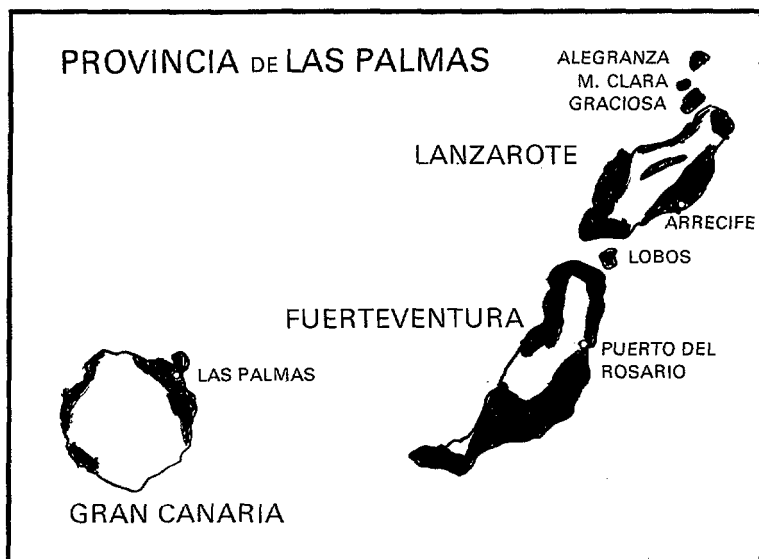 PROVINCIA DE LAS PALMAS
ALEGRANZA
M. CLARA
GRACIOSA
LANZAROTE
ARRECIFE
LOBOS
FUERTEVENTURA
PUERTO DEL
ROSARIO
LAS PALMAS
GRAN CANARIA